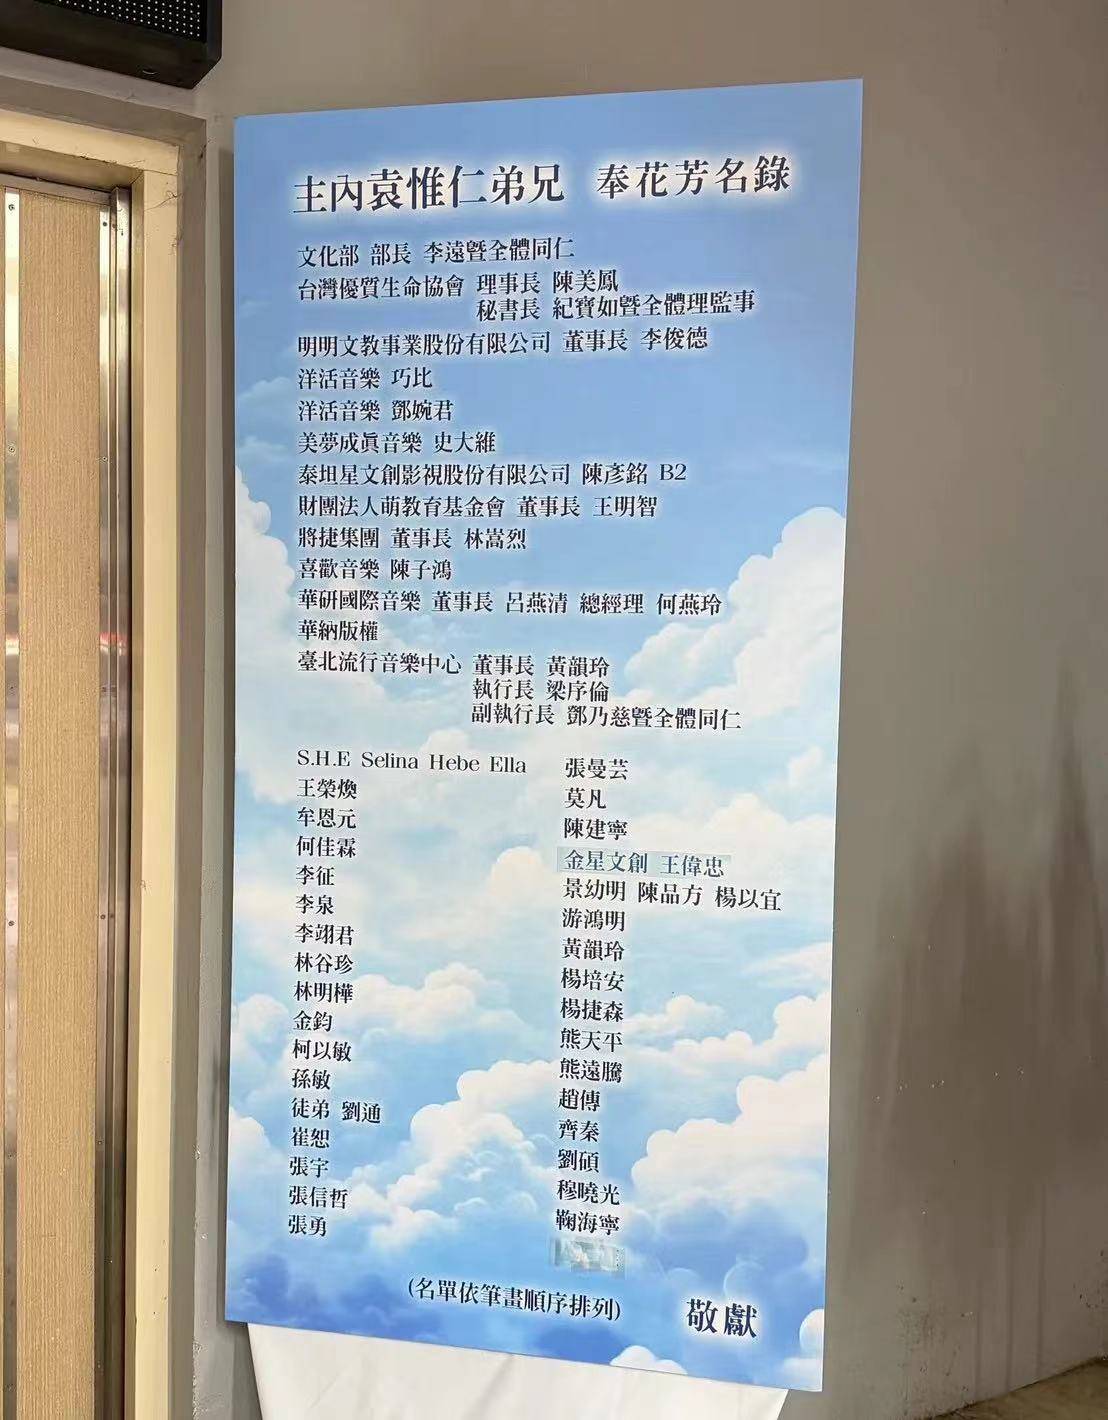 主內袁惟仁弟兄 奉花芳名錄
文化部 部長 李遠暨全體同仁
台灣優質生命協會 理事長 陳美鳳
秘書長 紀寶如暨全體理監事
明明文教事業股份有限公司 董事長 李俊德
洋活音樂 巧比
洋活音樂 鄧婉君
美夢成眞音樂 史大維
泰坦星文創影視股份有限公司 陳彥銘 B2
財團法人萌教育基金會 董事長 王明智
將捷集團 董事長 林嵩烈
喜歡音樂 陳子鴻
華研國際音樂 董事長 呂燕清 總經理 何燕玲
華納版權
臺北流行音樂中心 董事長 黃韻玲
執行長 梁序倫
副執行長 鄧乃慈暨全體同仁
S.H.E Selina Hebe Ella
王榮煥
牟恩元
何佳霖
李征
李泉
李翊君
林谷珍
林明樺
金鈞
柯以敏
孫敏
徒弟 劉通
崔恕
張宇
張信哲
張勇
張曼芸
莫凡
陳建寧
金星文創 王偉忠
景幼明 陳品方 楊以宜
游鴻明
黃韻玲
楊培安
楊捷森
熊天平
熊遠騰
趙傳
齊秦
劉碩
穆曉光
鞠海寧
(名單依筆畫順序排列)
敬獻